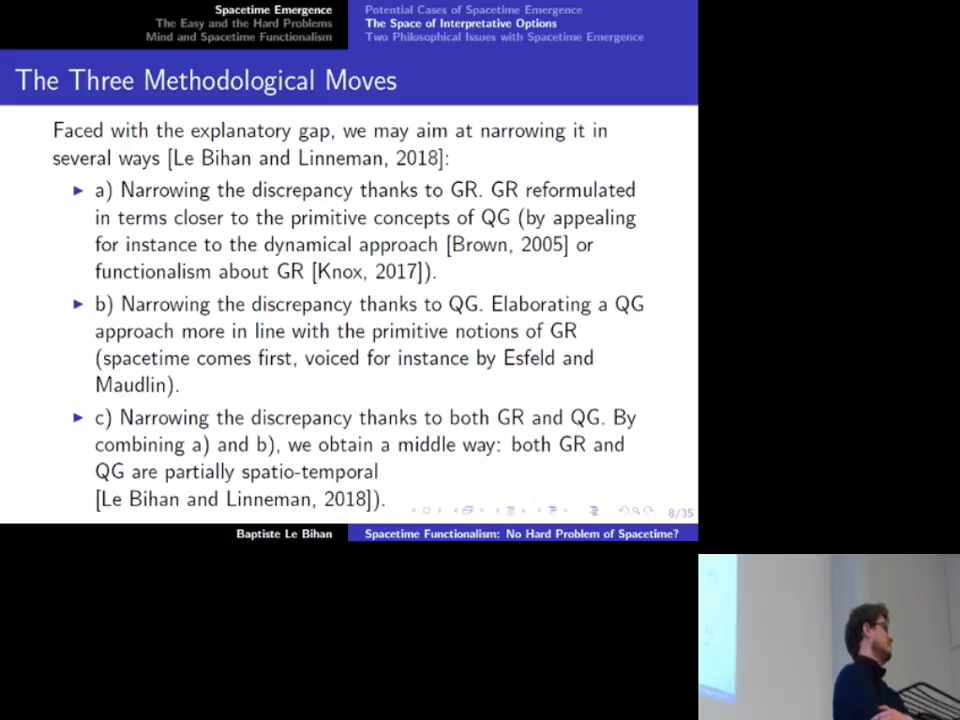 Spacetime Emergence
The Easy and the Hard Problems
Mind and Spacetime Functionalism
Potential Cases of Spacetime Emergence
The Space of Interpretative Options
Two Philosophical Issues with Spacetime Emergence
The Three Methodological Moves
Faced with the explanatory gap, we may aim at narrowing it in
several ways [Le Bihan and Linneman, 2018]:
a) Narrowing the discrepancy thanks to GR. GR reformulated
in terms closer to the primitive concepts of QG (by appealing
for instance to the dynamical approach [Brown, 2005] or
functionalism about GR [Knox, 2017]).
b) Narrowing the discrepancy thanks to QG. Elaborating a QG
approach more in line with the primitive notions of GR
(spacetime comes first, voiced for instance by Esfeld and
Maudlin).
c) Narrowing the discrepancy thanks to both GR and QG. By
combining a) and b), we obtain a middle way: both GR and
QG are partially spatio-temporal
[Le Bihan and Linneman, 2018]).
8/35
Baptiste Le Bihan
Spacetime Functionalism: No Hard Problem of Spacetime?